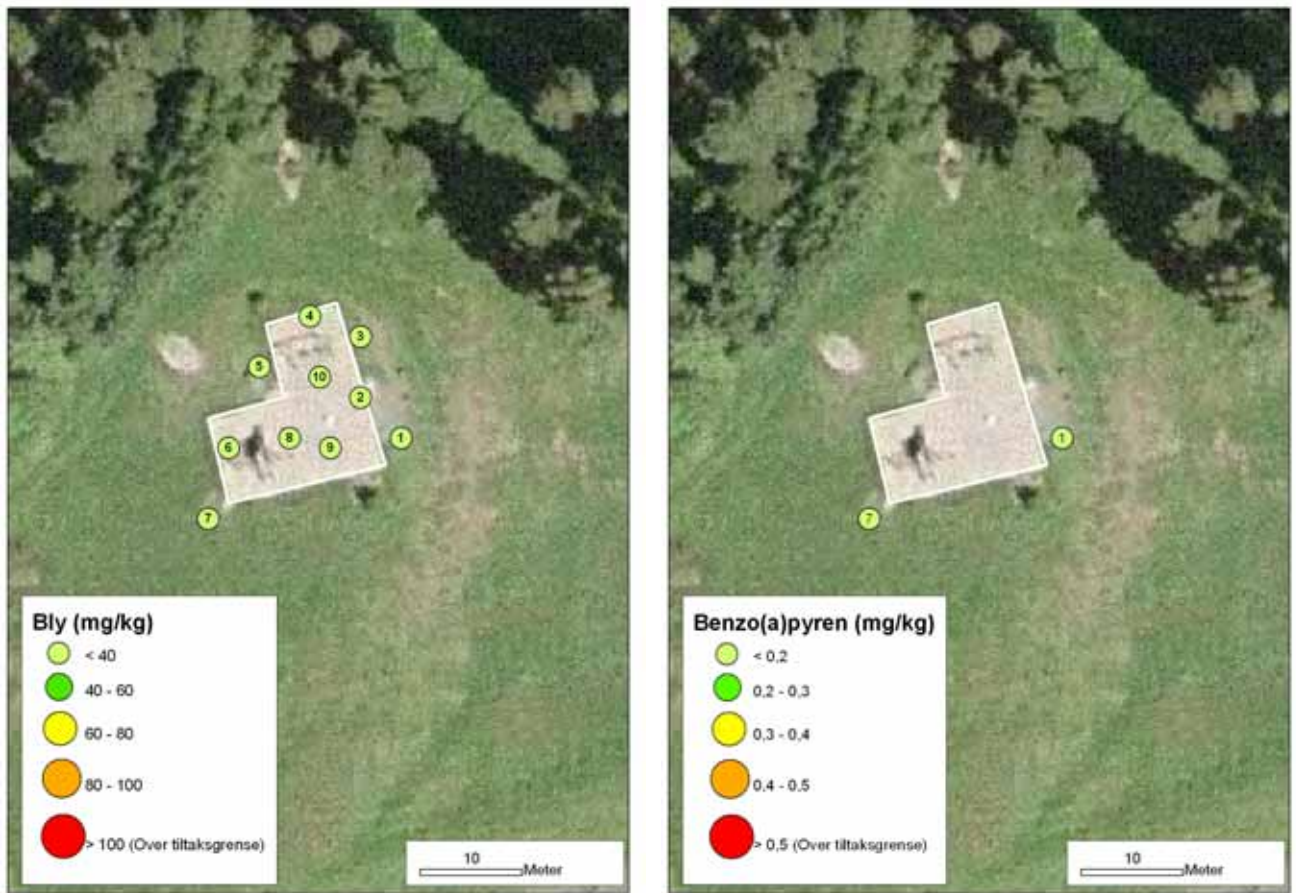 4
3
5
10
2
6
8
9
1
7
Bly (mg/kg)
< 40
40 - 60
60 - 80
80 - 100
> 100 (Over tiltaksgrense)
10
Meter
1
7
Benzo(a)pyren (mg/kg)
< 0,2
0,2 - 0,3
0,3 - 0,4
0,4 - 0,5
> 0,5 (Over tiltaksgrense)
10
Meter